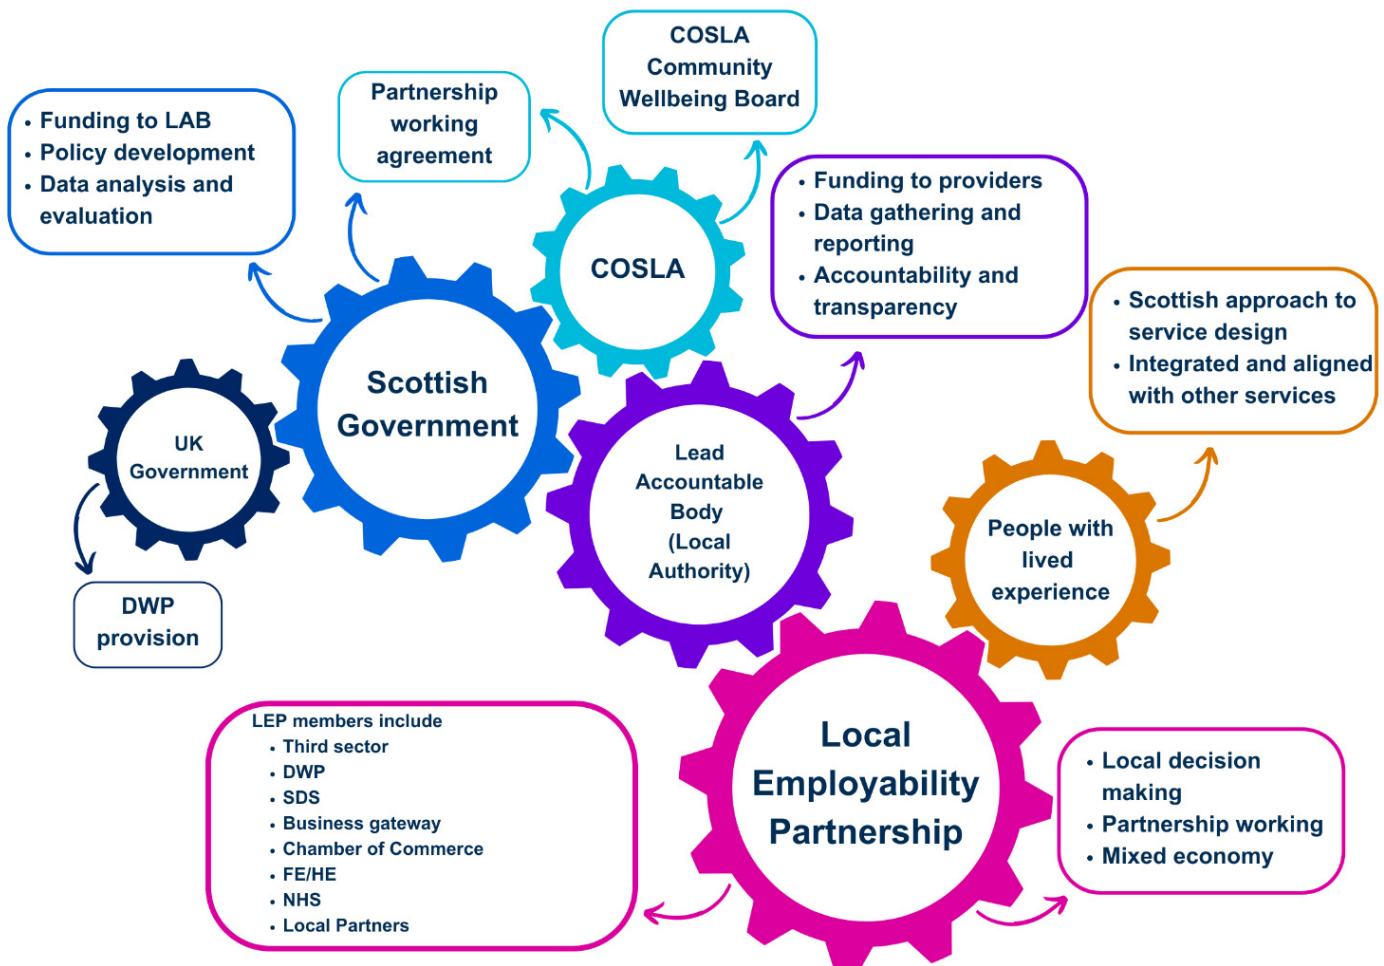 COSLA
Community
Wellbeing Board
Partnership
working
agreement
• Funding to LAB
• Policy development
• Data analysis and
evaluation
• Funding to providers
• Data gathering and
reporting
• Accountability and
transparency
COSLA
• Scottish approach to
service design
• Integrated and aligned
with other services
Scottish
Government
UK
Government
Lead
Accountable
Body
(Local
Authority)
People with
lived
experience
DWP
provision
LEP members include
• Third sector
• DWP
• SDS
• Business gateway
• Chamber of Commerce
• FE/HE
• NHS
• Local Partners
Local
Employability
Partnership
• Local decision
making
• Partnership working
• Mixed economy